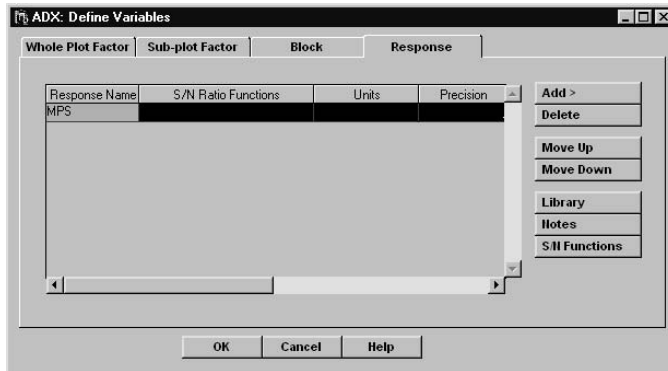 ADX: Define Variables
Whole Plot Factor Sub-plot Factor Block Response
Response Name S/N Ratio Functions Units Precision
MPS
Add >
Delete
Move Up
Move Down
Library
Notes
S/N Functions
OK Cancel Help